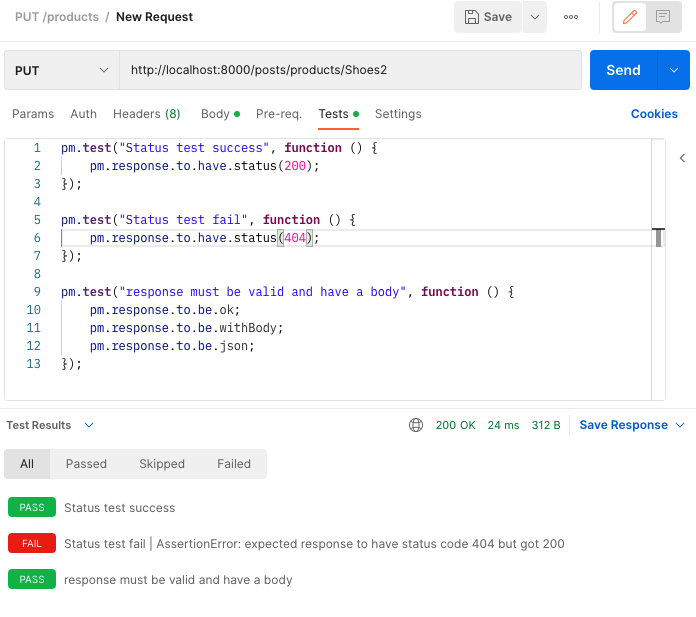 PUT /products / New Request
Save
PUT
http://localhost:8000/posts/products/Shoes2
Send
Params Auth Headers (8) Body Pre-req. Tests Settings Cookies
1 pm.test("Status test success", function () {
2 pm.response.to.have.status(200);
3 });
4
5 pm.test("Status test fail", function () {
6 pm.response.to.have.status(404);
7 });
8
9 pm.test("response must be valid and have a body", function () {
10 pm.response.to.be.ok;
11 pm.response.to.be.withBody;
12 pm.response.to.be.json;
13 });
Test Results 200 OK 24 ms 312 B Save Response
All Passed Skipped Failed
PASS Status test success
FAIL Status test fail | AssertionError: expected response to have status code 404 but got 200
PASS response must be valid and have a body